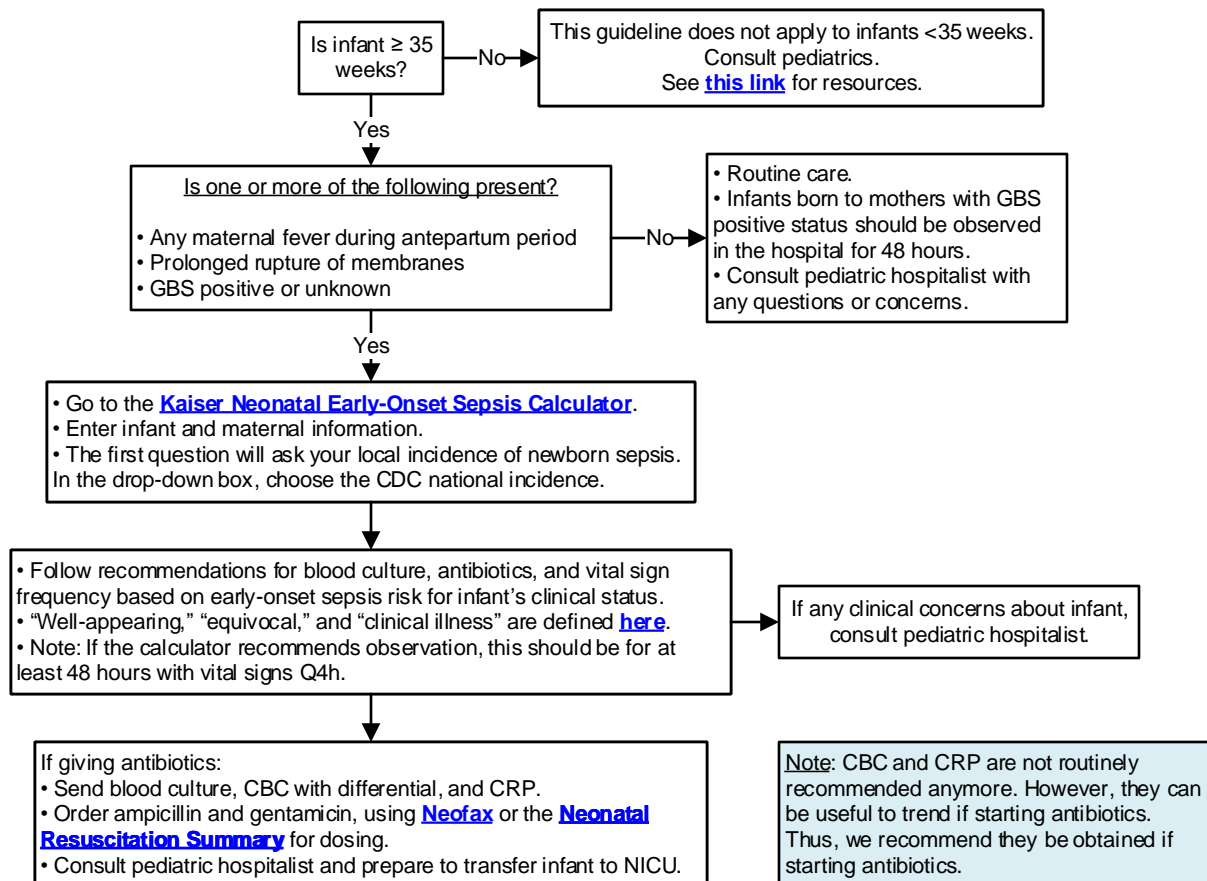 Is infant ≥ 35
weeks?
No
This guideline does not apply to infants <35 weeks.
Consult pediatrics.
See this link for resources.
Yes
Is one or more of the following present?
• Any maternal fever during antepartum period
• Prolonged rupture of membranes
• GBS positive or unknown
No
• Routine care.
• Infants born to mothers with GBS
positive status should be observed
in the hospital for 48 hours.
• Consult pediatric hospitalist with
any questions or concerns.
Yes
• Go to the Kaiser Neonatal Early-Onset Sepsis Calculator.
• Enter infant and maternal information.
• The first question will ask your local incidence of newborn sepsis.
In the drop-down box, choose the CDC national incidence.
• Follow recommendations for blood culture, antibiotics, and vital sign
frequency based on early-onset sepsis risk for infant's clinical status.
• “Well-appearing,” “equivocal,” and “clinical illness” are defined here.
• Note: If the calculator recommends observation, this should be for at
least 48 hours with vital signs Q4h.
If any clinical concerns about infant,
consult pediatric hospitalist.
If giving antibiotics:
• Send blood culture, CBC with differential, and CRP.
• Order ampicillin and gentamicin, using Neofax or the Neonatal
Resuscitation Summary for dosing.
• Consult pediatric hospitalist and prepare to transfer infant to NICU.
Note: CBC and CRP are not routinely
recommended anymore. However, they can
be useful to trend if starting antibiotics.
Thus, we recommend they be obtained if
starting antibiotics.